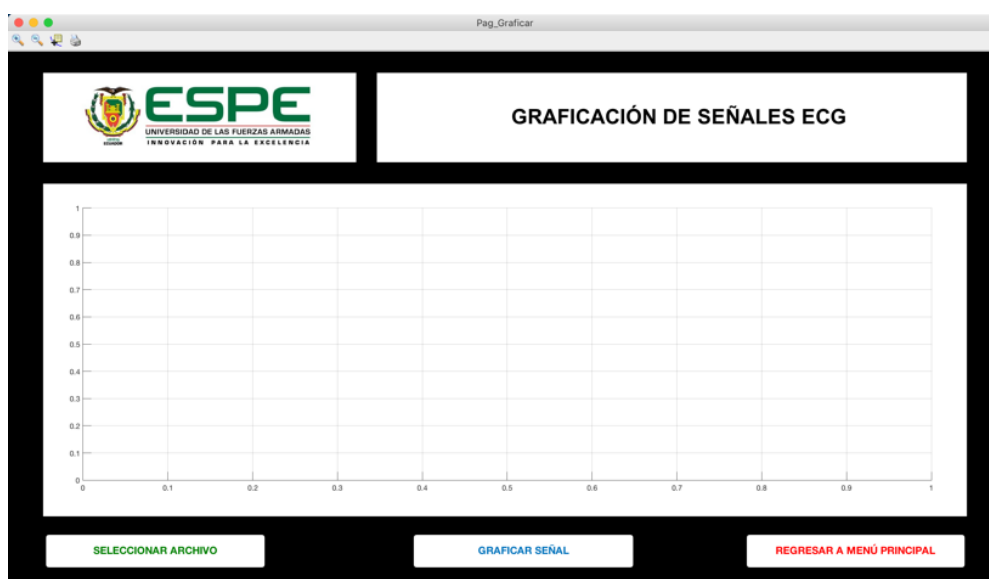 Pag_Graficar
ESPE
UNIVERSIDAD DE LAS FUERZAS ARMADAS
INNOVACIÓN PARA LA EXCELENCIA
ECUADOR
GRAFICACIÓN DE SEÑALES ECG
1
0.9
0.8
0.7
0.6
0.5
0.4
0.3
0.2
0.1
0
0 0.1 0.2 0.3 0.4 0.5 0.6 0.7 0.8 0.9 1
SELECCIONAR ARCHIVO
GRAFICAR SEÑAL
REGRESAR A MENÚ PRINCIPAL